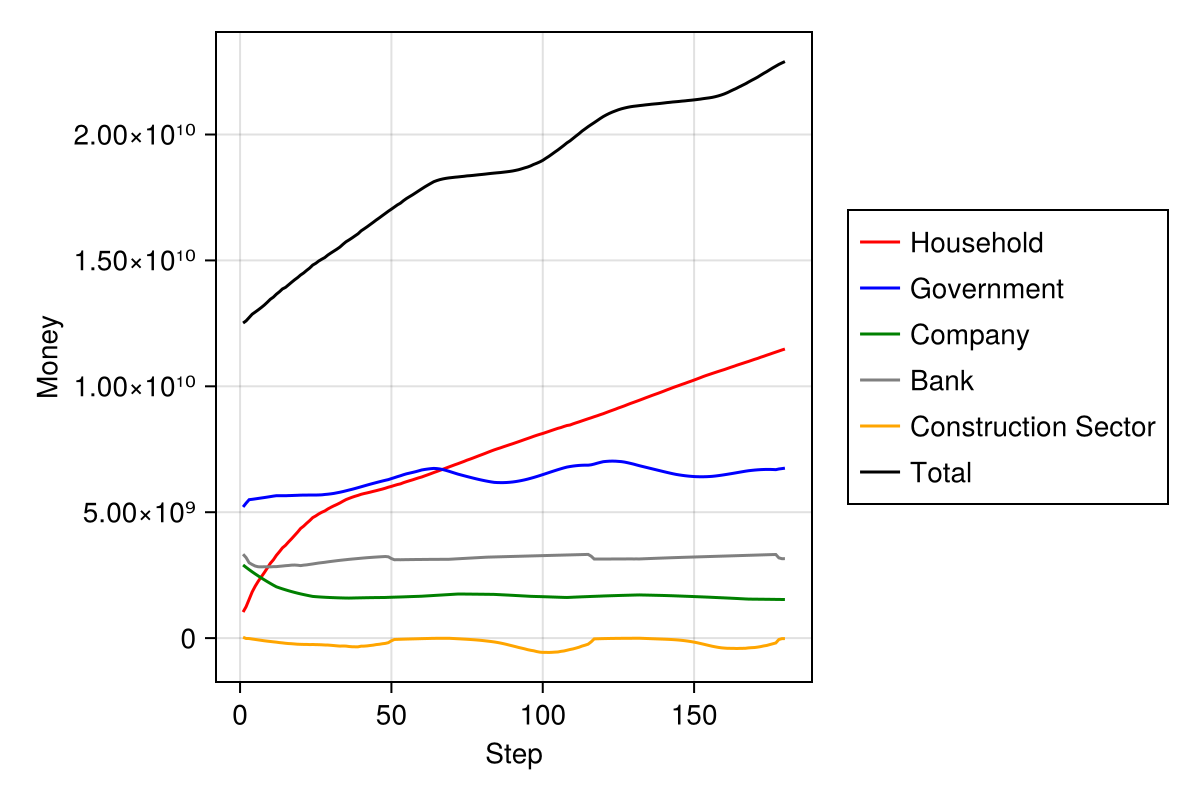 Money
2.00×10¹⁰
1.50×10¹⁰
1.00×10¹⁰
5.00×10⁹
0
0 50 100 150
Step
Household
Government
Company
Bank
Construction Sector
Total